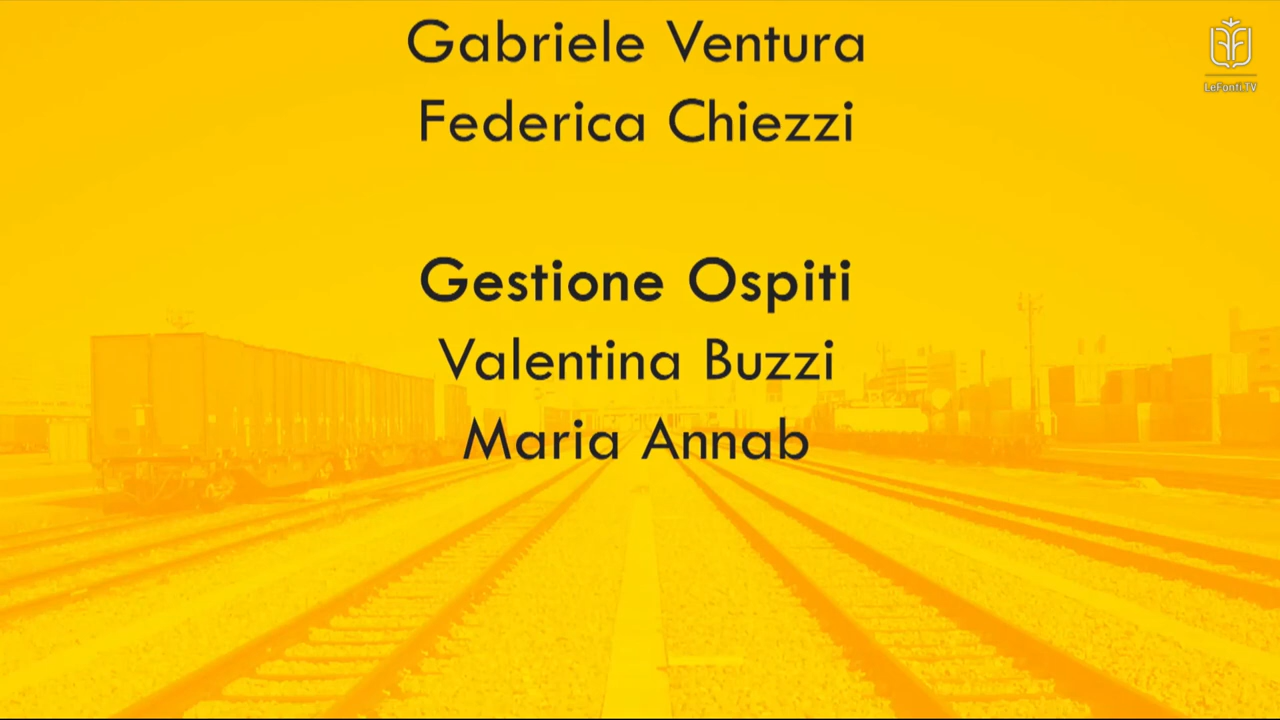 Gabriele Ventura
LeFonti.TV
Federica Chiezzi
Gestione Ospiti
Valentina Buzzi
Maria Annab